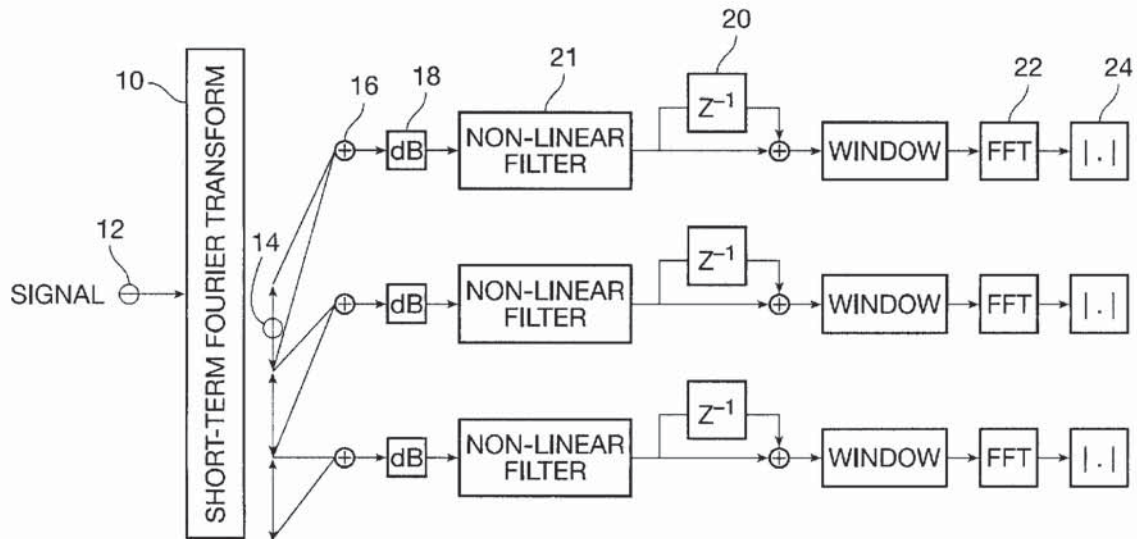 20
10
16
18
21
22
24
SHORT-TERM FOURIER TRANSFORM
Z⁻¹
dB
NON-LINEAR
FILTER
WINDOW
FFT
|.|
12
14
SIGNAL
Z⁻¹
dB
NON-LINEAR
FILTER
WINDOW
FFT
|.|
Z⁻¹
dB
NON-LINEAR
FILTER
WINDOW
FFT
|.|